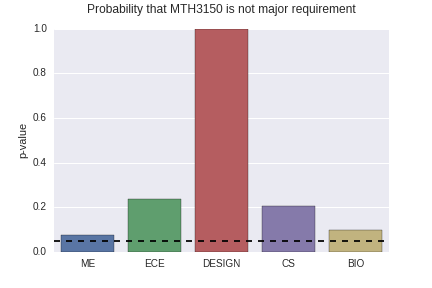 Probability that MTH3150 is not major requirement
1.0
0.8
0.6
0.4
0.2
0.0
p-value
ME ECE DESIGN CS BIO